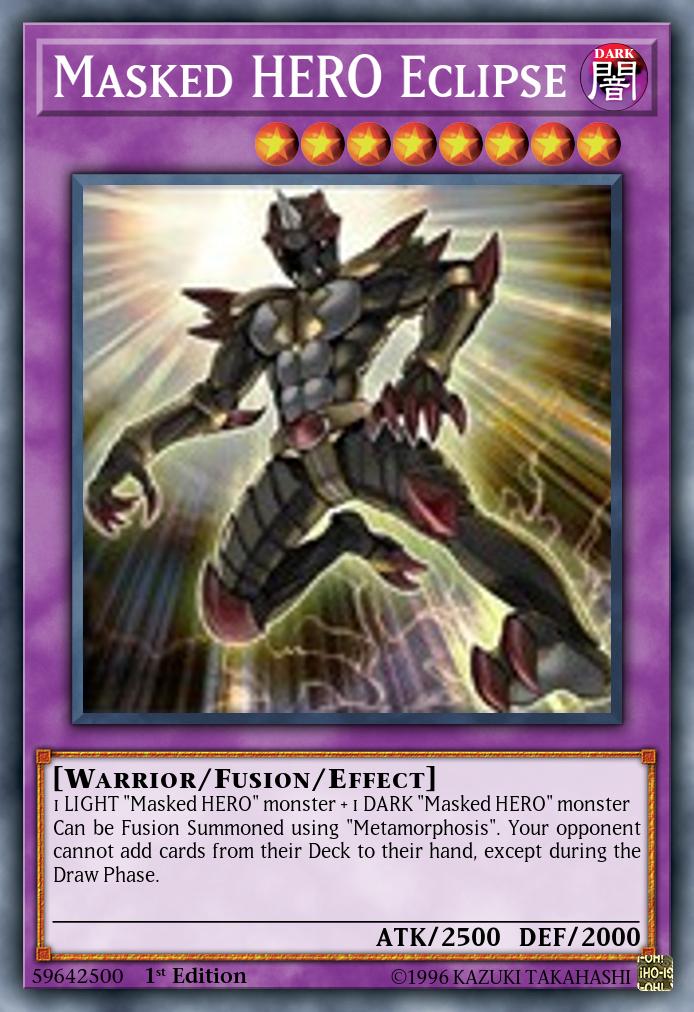 Masked HERO Eclipse
DARK
闇
[Warrior/Fusion/Effect]
1 LIGHT "Masked HERO" monster + 1 DARK "Masked HERO" monster
Can be Fusion Summoned using "Metamorphosis". Your opponent
cannot add cards from their Deck to their hand, except during the
Draw Phase.
ATK/2500 DEF/2000
59642500 1st Edition ©1996 KAZUKI TAKAHASHI